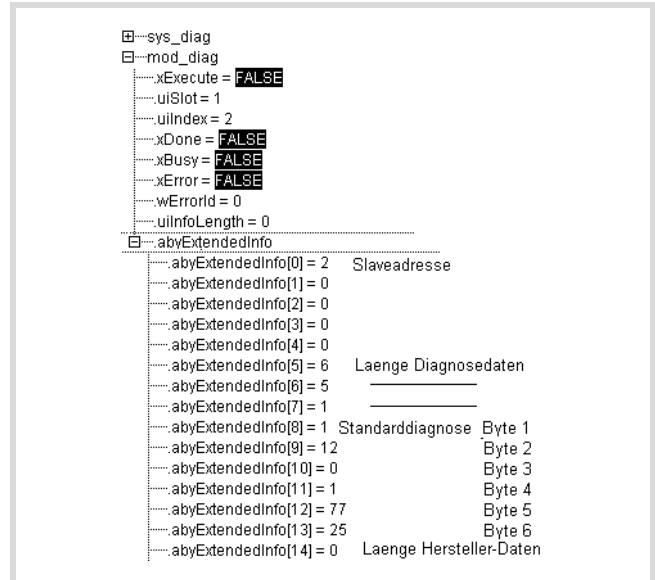 sys_diag
mod_diag
.xExecute = FALSE
.uiSlot = 1
.uiIndex = 2
.xDone = FALSE
.xBusy = FALSE
.xError = FALSE
.wErrorId = 0
.uiInfoLength = 0
.abyExtendedInfo
.abyExtendedInfo[0] = 2 Slaveadresse
.abyExtendedInfo[1] = 0
.abyExtendedInfo[2] = 0
.abyExtendedInfo[3] = 0
.abyExtendedInfo[4] = 0
.abyExtendedInfo[5] = 6 Laenge Diagnosedaten
.abyExtendedInfo[6] = 5
.abyExtendedInfo[7] = 1
.abyExtendedInfo[8] = 1 Standarddiagnose Byte 1
.abyExtendedInfo[9] = 12 Byte 2
.abyExtendedInfo[10] = 0 Byte 3
.abyExtendedInfo[11] = 1 Byte 4
.abyExtendedInfo[12] = 77 Byte 5
.abyExtendedInfo[13] = 25 Byte 6
.abyExtendedInfo[14] = 0 Laenge Hersteller-Daten